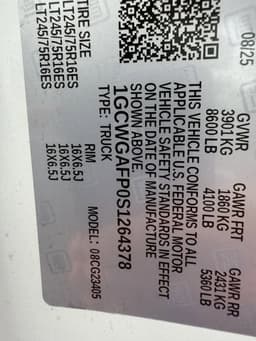 08/25
GVWR GAWR FRT GAWR RR
3901 KG 1860 KG 2431 KG
8600 LB 4100 LB 5360 LB
THIS VEHICLE CONFORMS TO ALL
APPLICABLE U.S. FEDERAL MOTOR
VEHICLE SAFETY STANDARDS IN EFFECT
ON THE DATE OF MANUFACTURE
SHOWN ABOVE.
1GCWGAFP0S1264378
TYPE: TRUCK MODEL: 08CG23405
TIRE SIZE RIM
LT245/75R16ES 16X6.5J
LT245/75R16ES 16X6.5J
LT245/75R16ES 16X6.5J